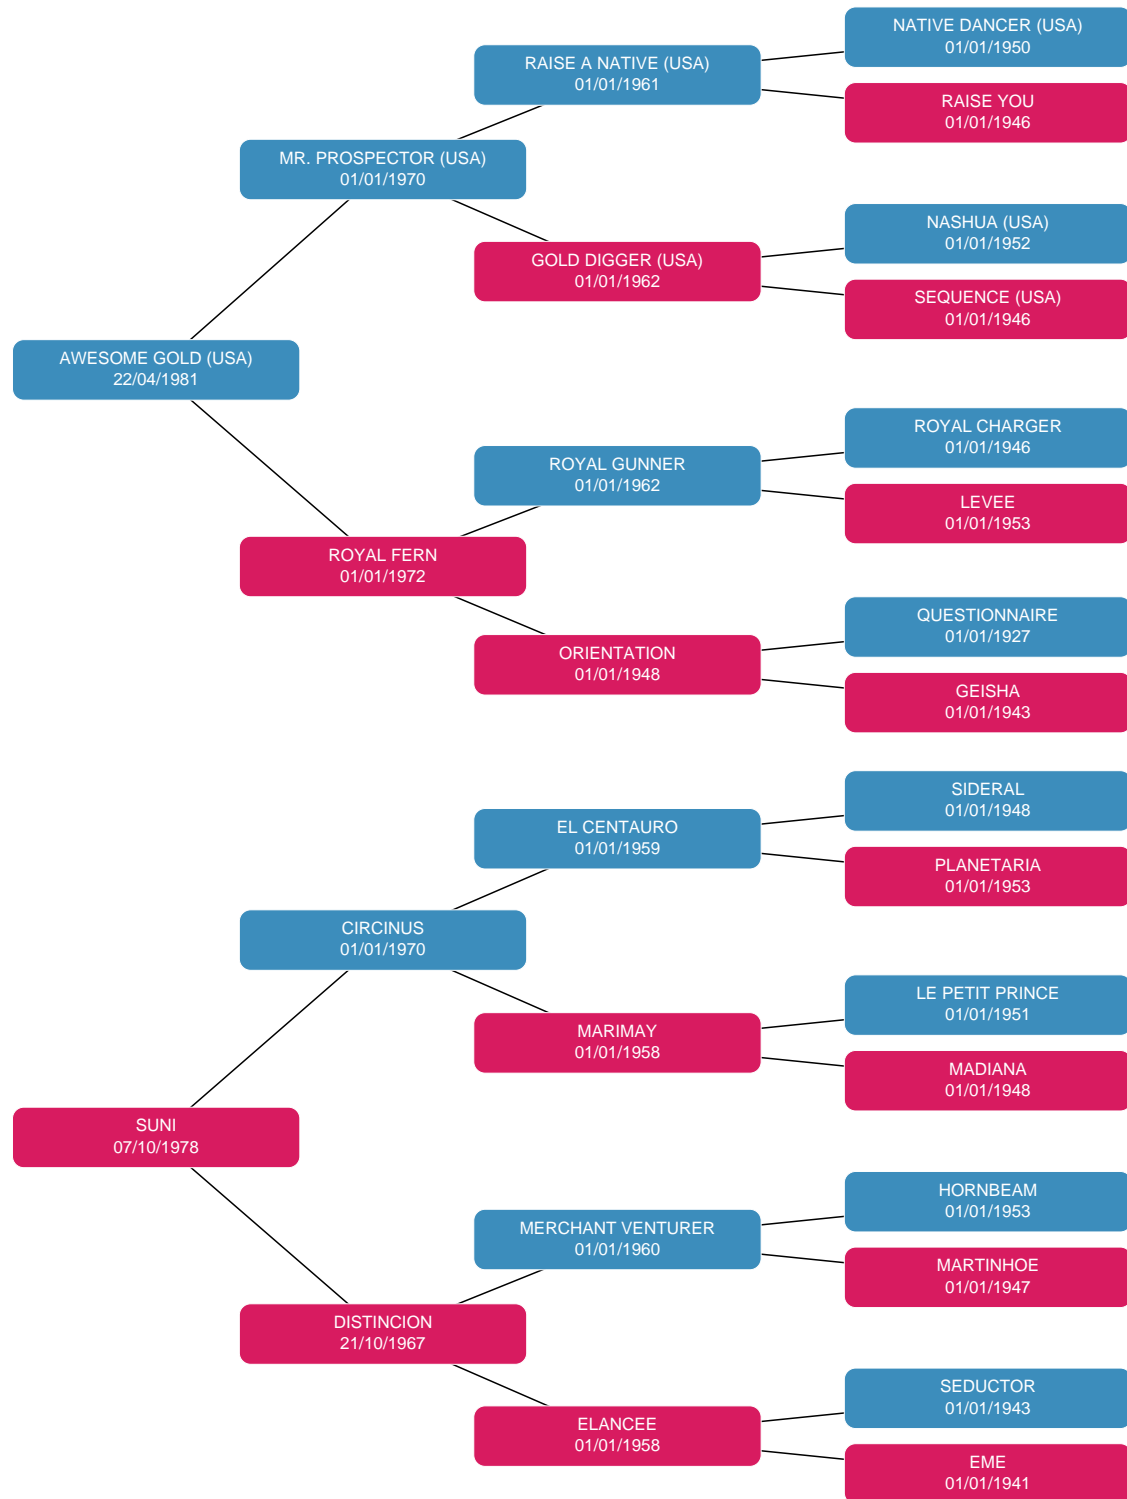 NATIVE DANCER (USA)
01/01/1950
RAISE A NATIVE (USA)
01/01/1961
RAISE YOU
01/01/1946
MR. PROSPECTOR (USA)
01/01/1970
NASHUA (USA)
01/01/1952
GOLD DIGGER (USA)
01/01/1962
SEQUENCE (USA)
01/01/1946
AWESOME GOLD (USA)
22/04/1981
ROYAL CHARGER
01/01/1946
ROYAL GUNNER
01/01/1962
LEVEE
01/01/1953
ROYAL FERN
01/01/1972
QUESTIONNAIRE
01/01/1927
ORIENTATION
01/01/1948
GEISHA
01/01/1943
SIDERAL
01/01/1948
EL CENTAURO
01/01/1959
PLANETARIA
01/01/1953
CIRCINUS
01/01/1970
LE PETIT PRINCE
01/01/1951
MARIMAY
01/01/1958
MADIANA
01/01/1948
SUNI
07/10/1978
HORNBEAM
01/01/1953
MERCHANT VENTURER
01/01/1960
MARTINHOE
01/01/1947
DISTINCION
21/10/1967
SEDUCTOR
01/01/1943
ELANCEE
01/01/1958
EME
01/01/1941